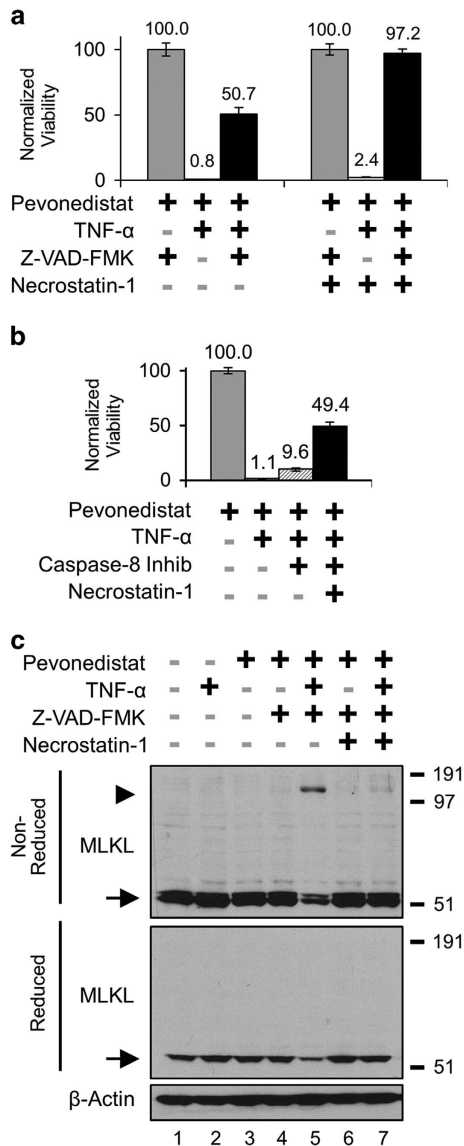 a
100.0 0.8 50.7 100.0 2.4 97.2
Normalized
Viability
100
50
0
Pevonedistat + + + + + +
TNF-α - + + - + +
Z-VAD-FMK + - + + - +
Necrostatin-1 - - - + + +
b
100.0 1.1 9.6 49.4
Normalized
Viability
100
50
0
Pevonedistat + + + +
TNF-α - + + +
Caspase-8 Inhib - - + +
Necrostatin-1 - - - +
c
Pevonedistat - - + + + + +
TNF-α - + - - + - +
Z-VAD-FMK - - - + + + +
Necrostatin-1 - - - - - + +
Non-
Reduced
MLKL
191
97
51
Reduced
MLKL
191
51
β-Actin
1 2 3 4 5 6 7